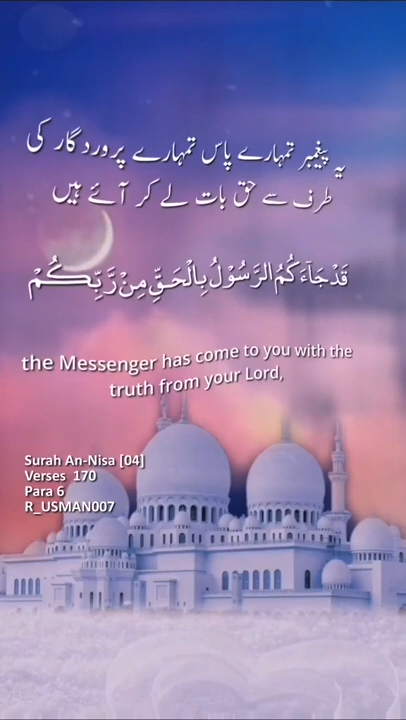 یہ پیغمبر تمہارے پاس تمہارے پروردگار کی
طرف سے حق بات لے کر آئے ہیں
قَدْ جَآءَكُمُ الرَّسُوْلُ بِالْحَـقِّ مِنْ رَّبِّكُمْ
the Messenger has come to you with the
truth from your Lord,
Surah An-Nisa [04]
Verses 170
Para 6
R_USMAN007